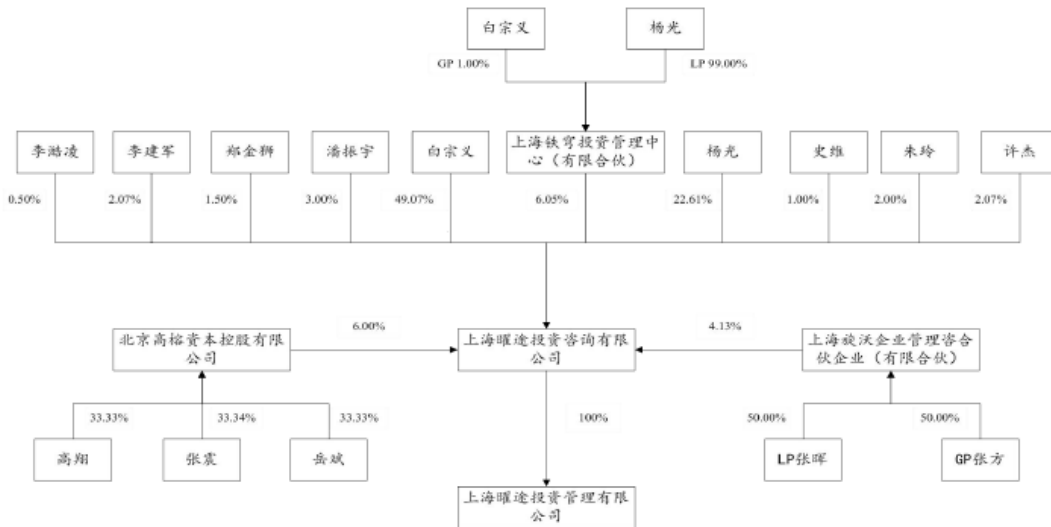 白宗义
杨光
GP 1.00%
LP 99.00%
李澔凌
李建军
郑金狮
潘振宇
白宗义
上海铁穹投资管理中
心（有限合伙）
杨光
史维
朱玲
许杰
0.50%
2.07%
1.50%
3.00%
49.07%
6.05%
22.61%
1.00%
2.00%
2.07%
北京高榕资本控股有限
公司
6.00%
上海曜途投资咨询有限
公司
4.13%
上海旋沃企业管理咨合
伙企业（有限合伙）
33.33%
33.34%
33.33%
100%
50.00%
50.00%
高翔
张震
岳斌
LP张晖
GP张方
上海曜途投资管理有限
公司